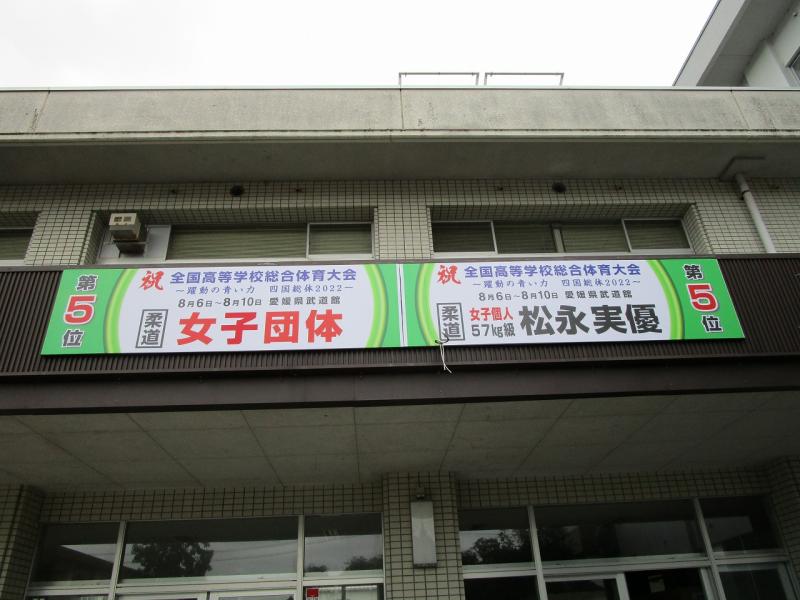 第5位
祝 全国高等学校総合体育大会
～躍動の青い力 四国総体2022～
8月6日～8月10日 愛媛県武道館
柔道 女子団体
祝 全国高等学校総合体育大会
～躍動の青い力 四国総体2022～
8月6日～8月10日 愛媛県武道館
柔道 女子個人 57kg級 松永実優
第5位